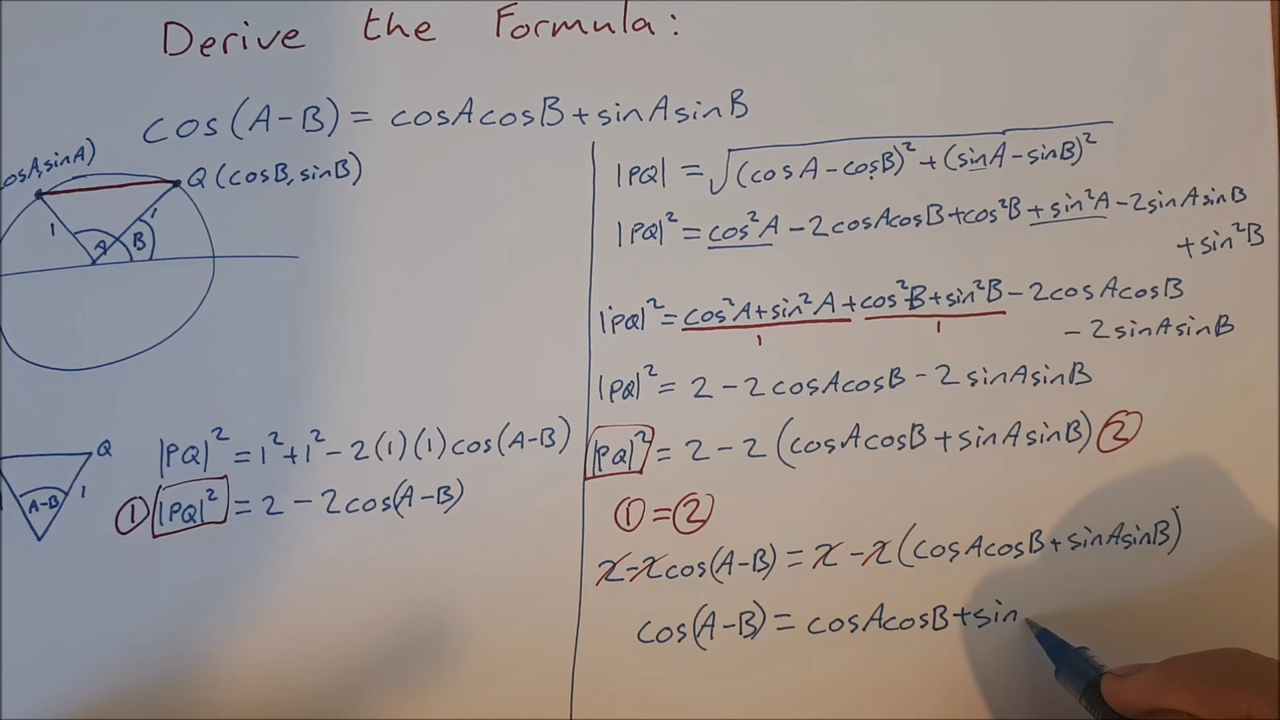 Derive the Formula:
cos(A-B) = cosAcosB + sinAsinB
cosA, sinA)
Q (cosB, sinB)
1
1
A
B
Q
A-B
1
|PQ|² = 1² + 1² - 2(1)(1)cos(A-B)
① |PQ|² = 2 - 2cos(A-B)
|PQ| = √(cosA - cosB)² + (sinA - sinB)²
|PQ|² = cos²A - 2cosAcosB + cos²B + sin²A - 2sinAsinB
+ sin²B
|PQ|² = cos²A + sin²A + cos²B + sin²B - 2cosAcosB
1
1
- 2sinAsinB
|PQ|² = 2 - 2cosAcosB - 2sinAsinB
|PQ|² = 2 - 2(cosAcosB + sinAsinB) ②
① = ②
2 - 2cos(A-B) = 2 - 2(cosAcosB + sinAsinB)
cos(A-B) = cosAcosB + sin